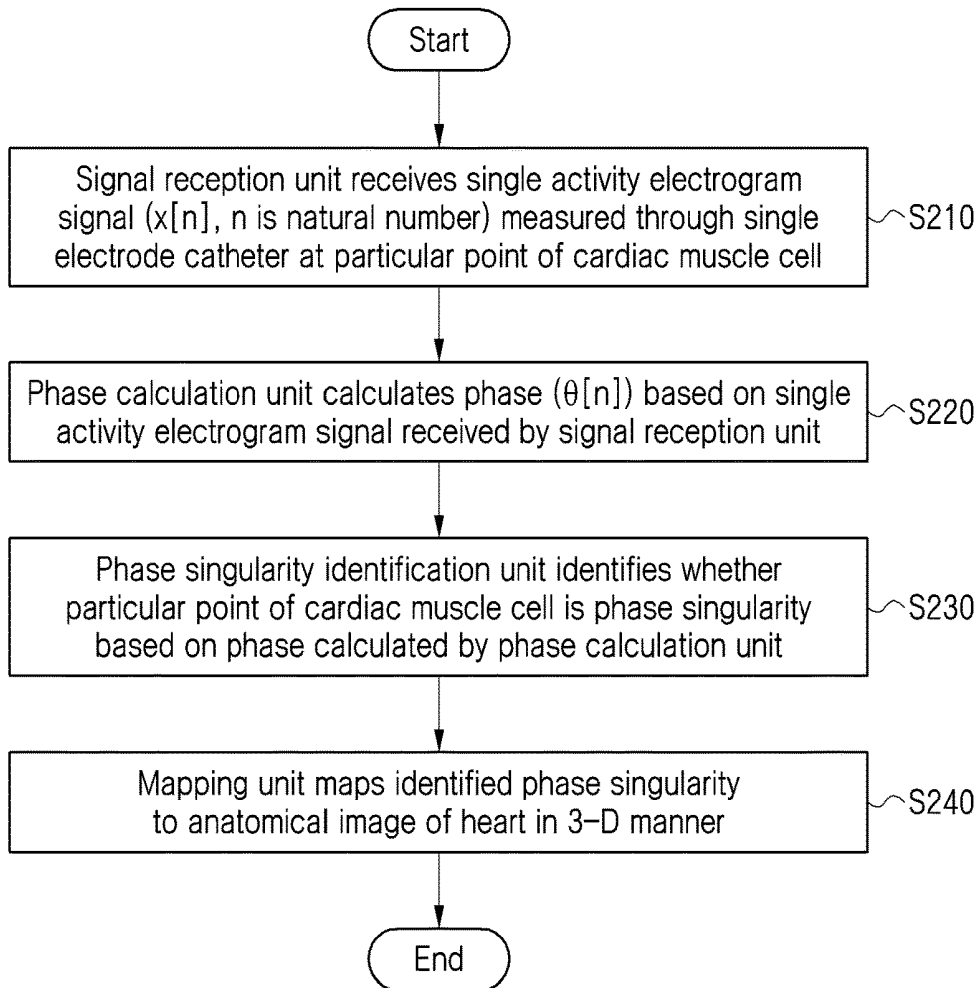 Start
Signal reception unit receives single activity electrogram
signal (x[n], n is natural number) measured through single
electrode catheter at particular point of cardiac muscle cell
S210
Phase calculation unit calculates phase (θ[n]) based on single
activity electrogram signal received by signal reception unit
S220
Phase singularity identification unit identifies whether
particular point of cardiac muscle cell is phase singularity
based on phase calculated by phase calculation unit
S230
Mapping unit maps identified phase singularity
to anatomical image of heart in 3-D manner
S240
End